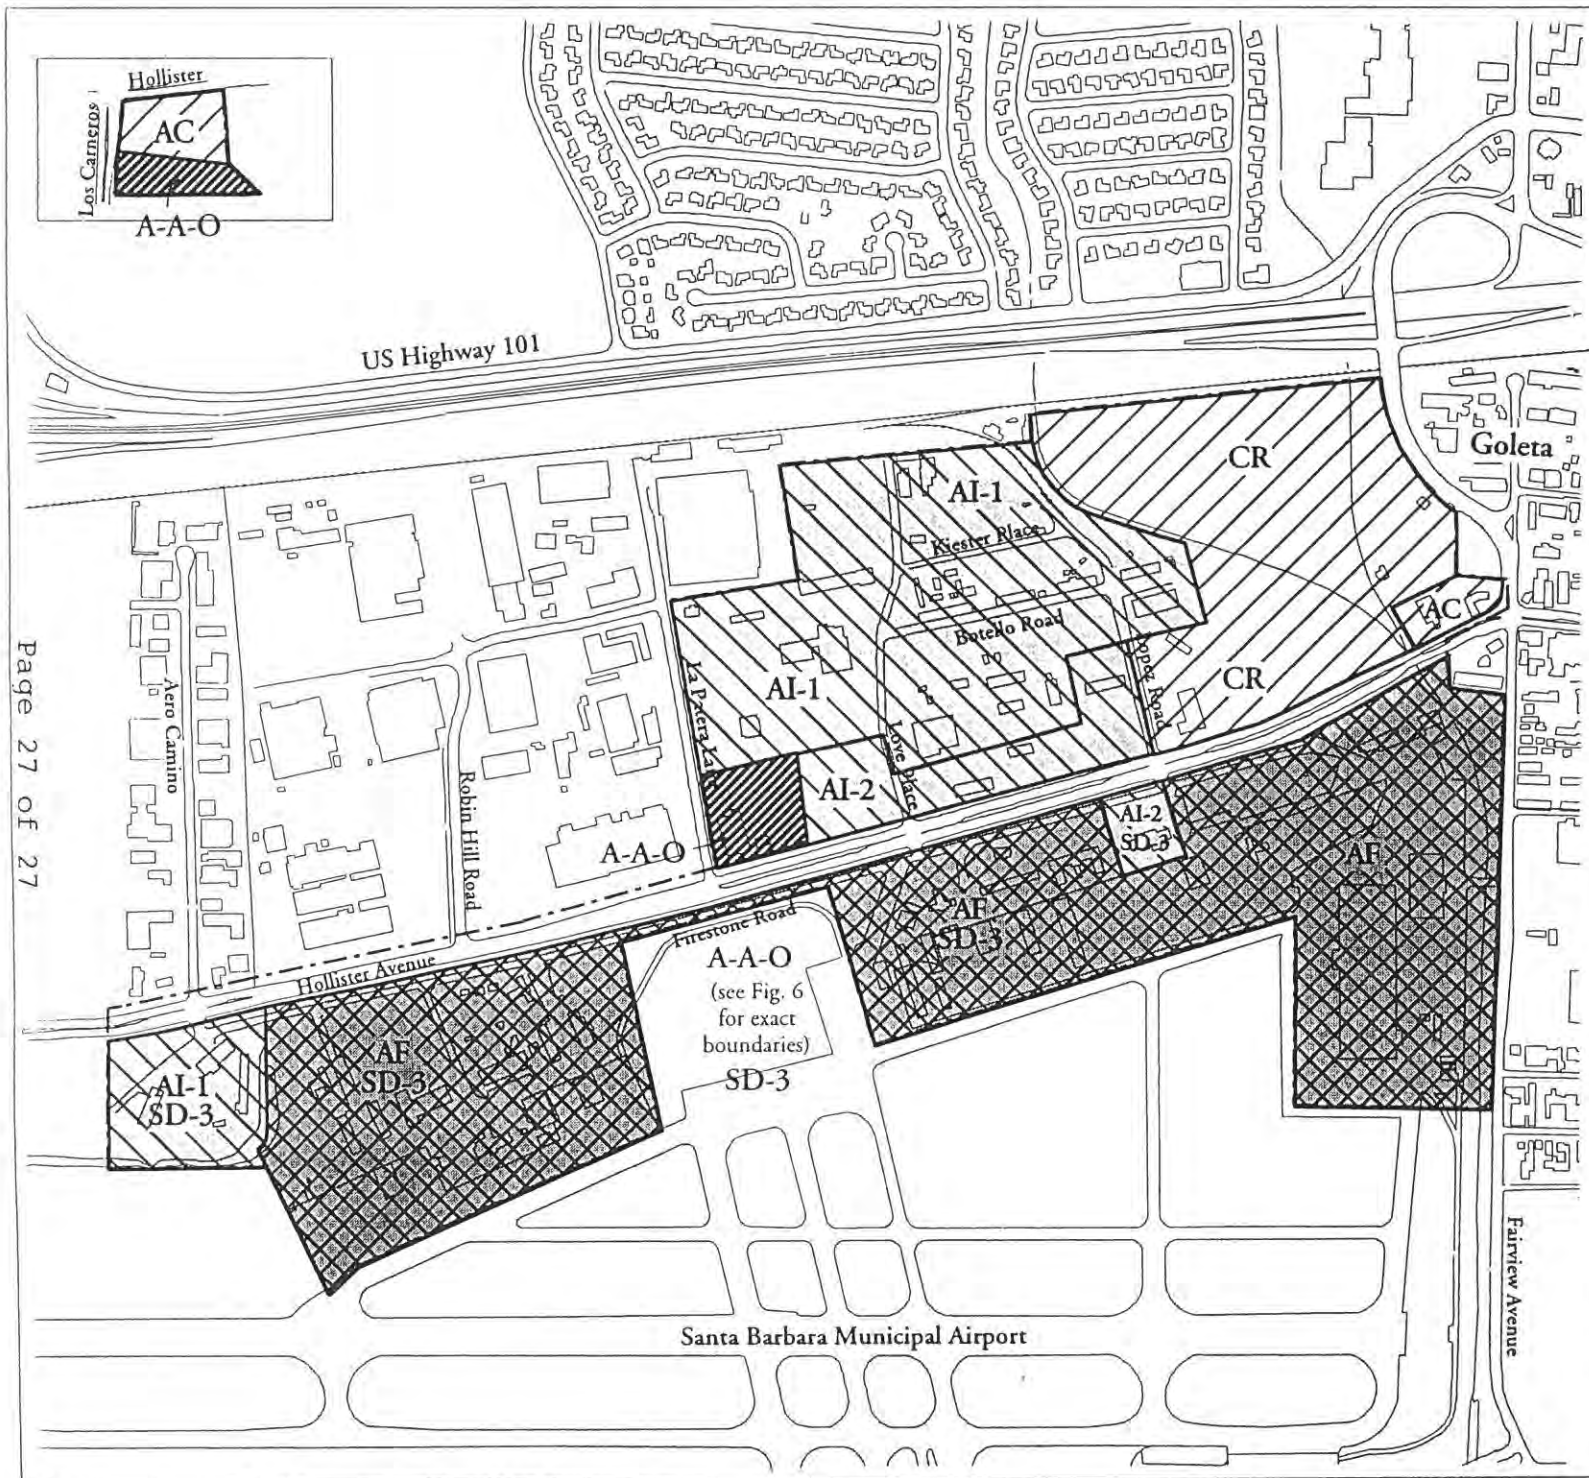 Hollister
Los Carneros
AC
A-A-O
US Highway 101
Goleta
CR
AI-1
Kiester Place
AC
Botello Road
Lopez Road
CR
AI-1
La Patera La
Love Place
AI-2
Aero Camino
Robin Hill Road
A-A-O
AI-2
SD-3
AF
Firestone Road
AF
SD-3
Hollister Avenue
A-A-O
(see Fig. 6
for exact
boundaries)
SD-3
AF
SD-3
AI-1
SD-3
Fairview Avenue
Santa Barbara Municipal Airport
Page 27 of 27